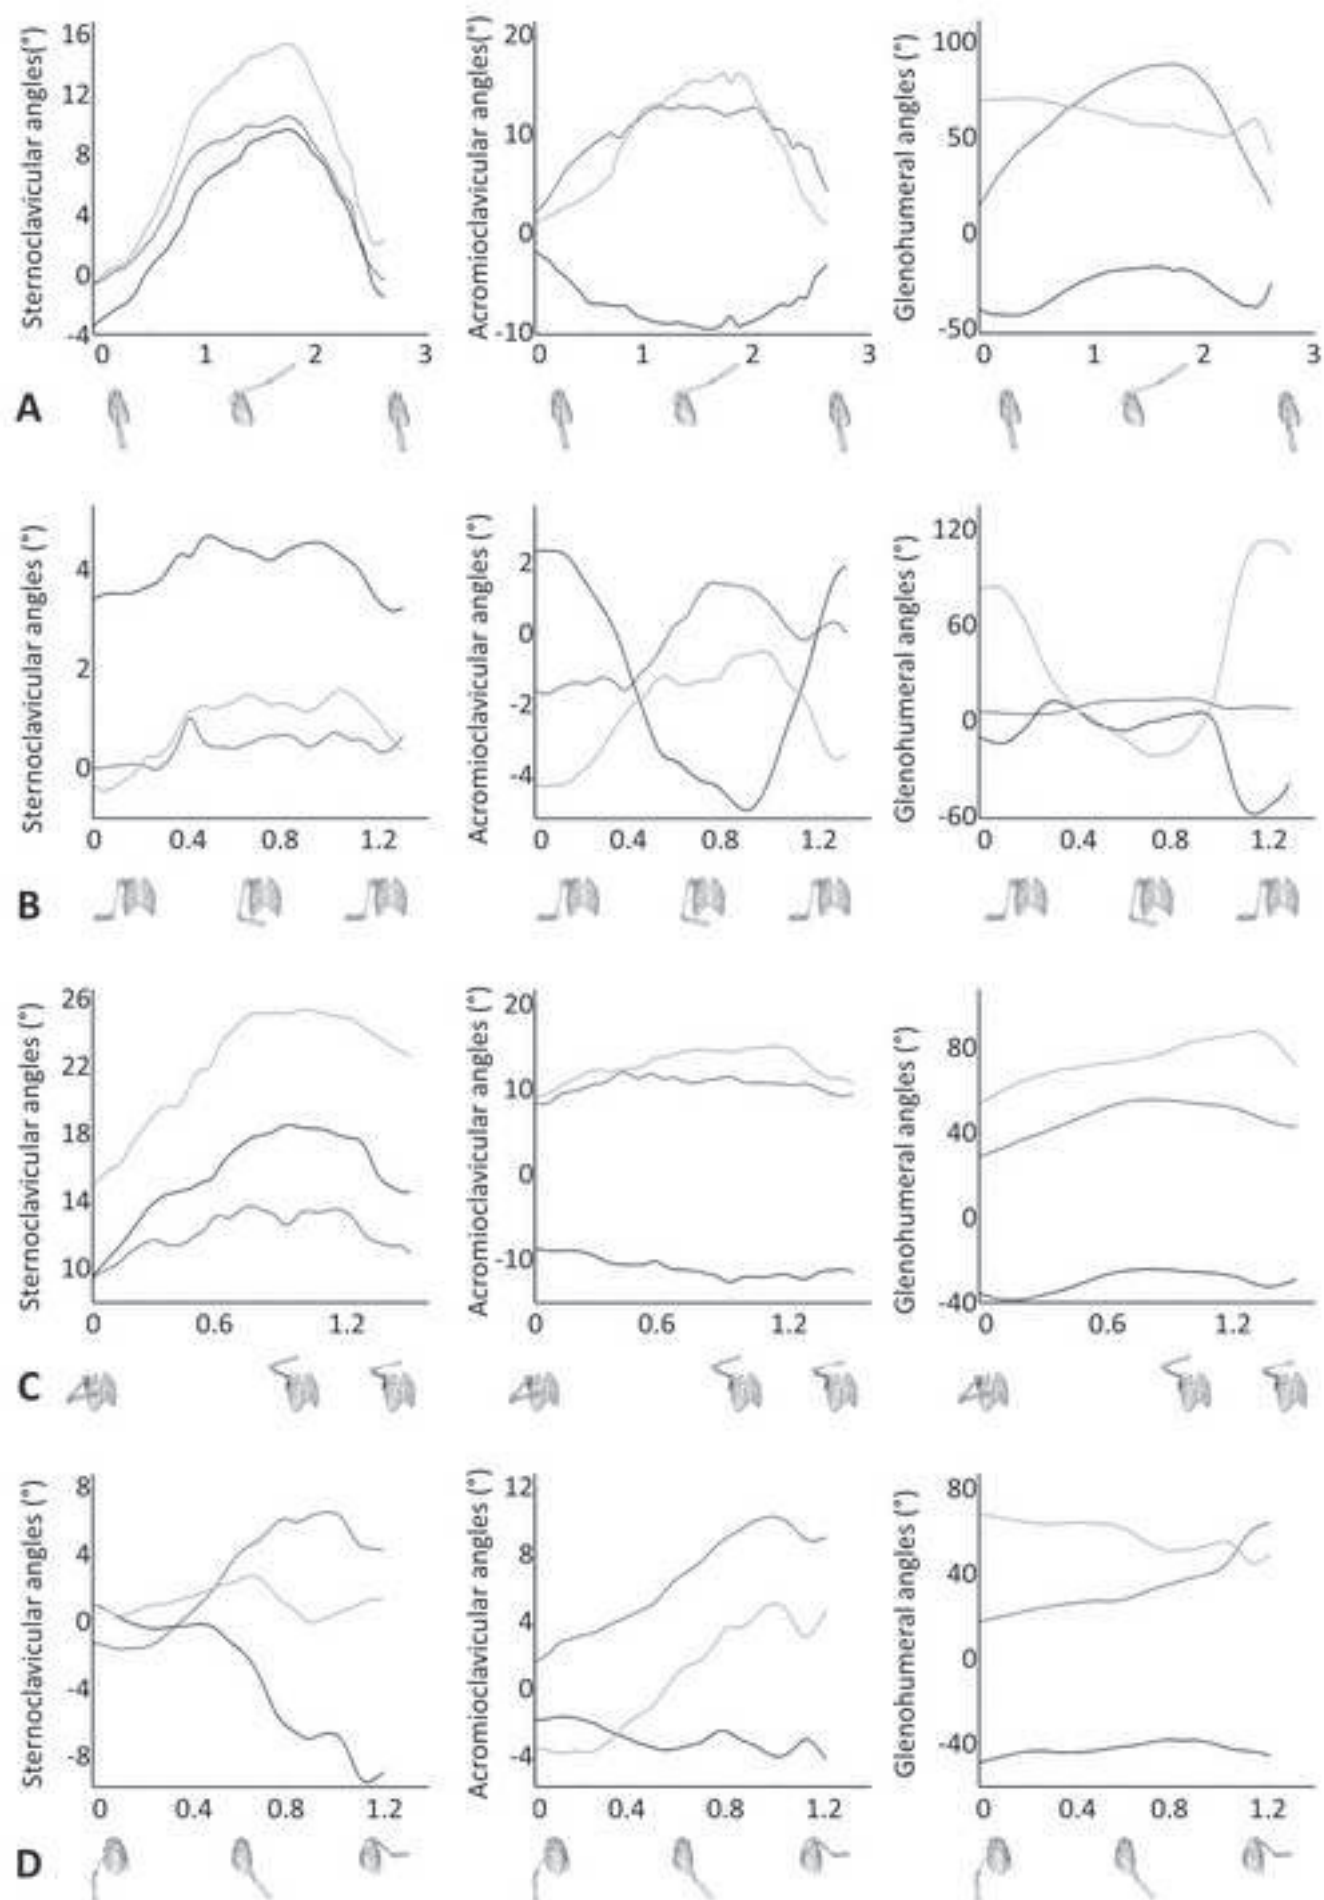 Sternoclavicular angles(°)
16
12
8
4
0
-4
0 1 2 3
Acromioclavicular angles(°)
20
10
0
-10
0 1 2 3
Glenohumeral angles (°)
100
50
0
-50
0 1 2 3
A
Sternoclavicular angles (°)
4
2
0
0 0.4 0.8 1.2
Acromioclavicular angles (°)
2
0
-2
-4
0 0.4 0.8 1.2
Glenohumeral angles (°)
120
60
0
-60
0 0.4 0.8 1.2
B
Sternoclavicular angles (°)
26
22
18
14
10
0 0.6 1.2
Acromioclavicular angles (°)
20
10
0
-10
0 0.6 1.2
Glenohumeral angles (°)
80
40
0
-40
0 0.6 1.2
C
Sternoclavicular angles (°)
8
4
0
-4
-8
0 0.4 0.8 1.2
Acromioclavicular angles (°)
12
8
4
0
-4
0 0.4 0.8 1.2
Glenohumeral angles (°)
80
40
0
-40
0 0.4 0.8 1.2
D